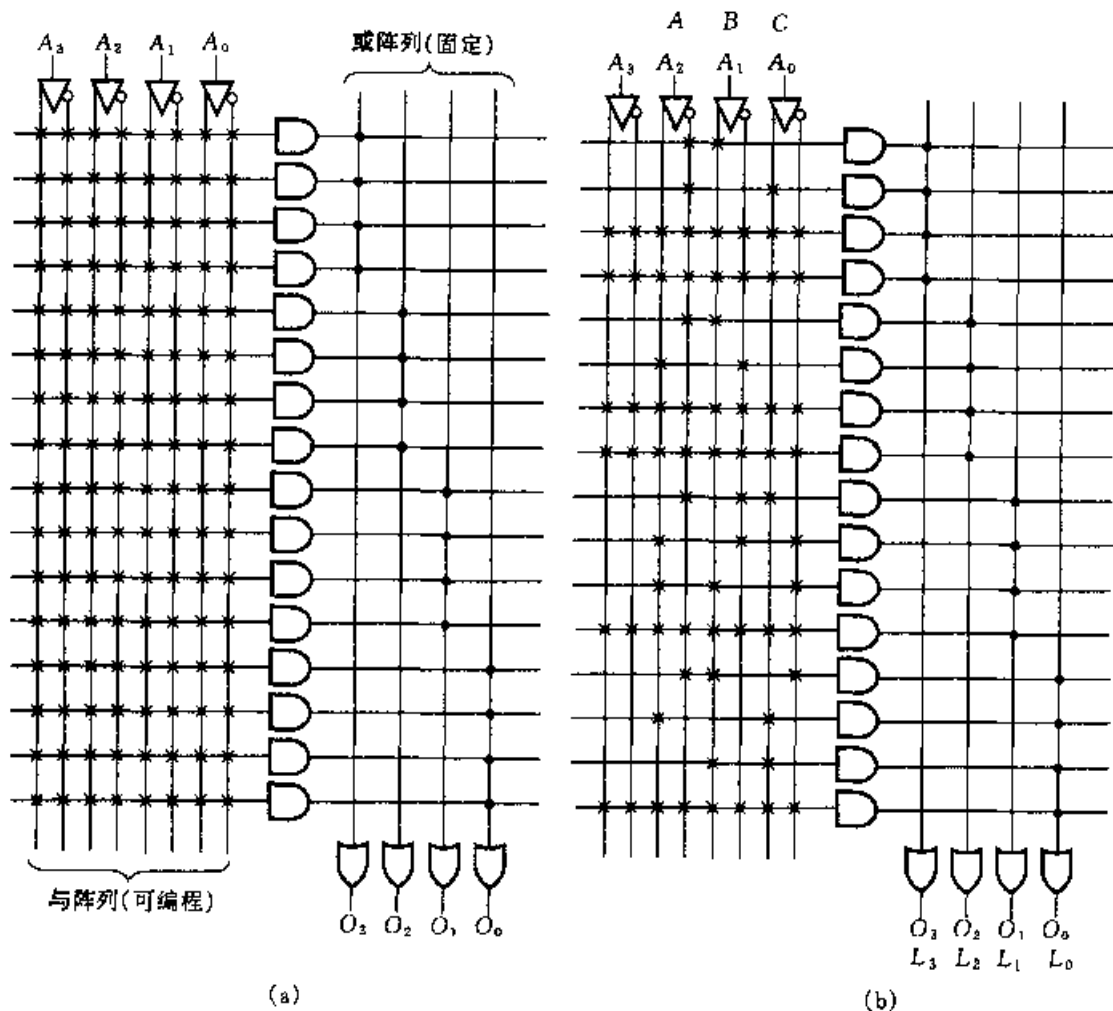 A B C
A₃ A₂ A₁ A₀
或阵列(固定)
A₃ A₂ A₁ A₀
与阵列(可编程)
O₃ O₂ O₁ O₀
O₃ O₂ O₁ O₀
L₃ L₂ L₁ L₀
(a)
(b)